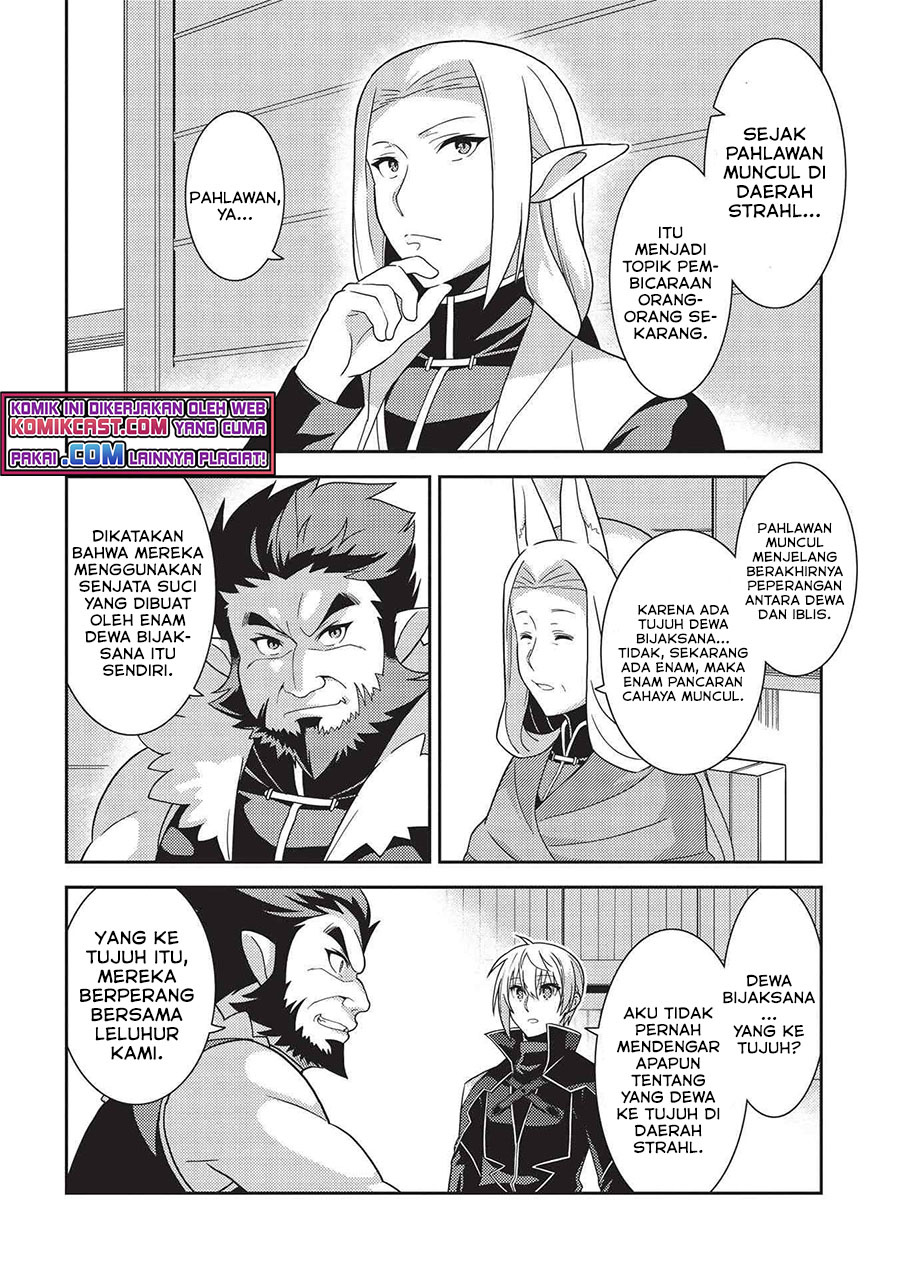 SEJAK
PAHLAWAN
MUNCUL DI
DAERAH
STRAHL...
ITU
MENJADI
TOPIK PEM-
BICARAAN
ORANG-
ORANG SE-
KARANG.
PAHLAWAN,
YA...
KOMIK INI DIKERJAKAN OLEH WEB
KOMIKCAST.COM YANG CUMA
PAKAI .COM LAINNYA PLAGIAT!
PAHLAWAN
MUNCUL
MENJELANG
BERAKHIRNYA
PEPERANGAN
ANTARA DEWA
DAN IBLIS.
KARENA ADA
TUJUH DEWA
BIJAKSANA...
TIDAK, SEKARANG
ADA ENAM, MAKA
ENAM PANCARAN
CAHAYA MUNCUL.
DIKATAKAN
BAHWA MEREKA
MENGGUNAKAN
SENJATA SUCI
YANG DIBUAT
OLEH ENAM
DEWA BIJAK-
SANA ITU
SENDIRI.
DEWA
BIJAKSANA
...
YANG KE
TUJUH?
AKU TIDAK
PERNAH
MENDENGAR
APAPUN
TENTANG
YANG DEWA
KE TUJUH DI
DAERAH
STRAHL.
YANG KE
TUJUH ITU,
MEREKA
BERPERANG
BERSAMA
LELUHUR
KAMI.